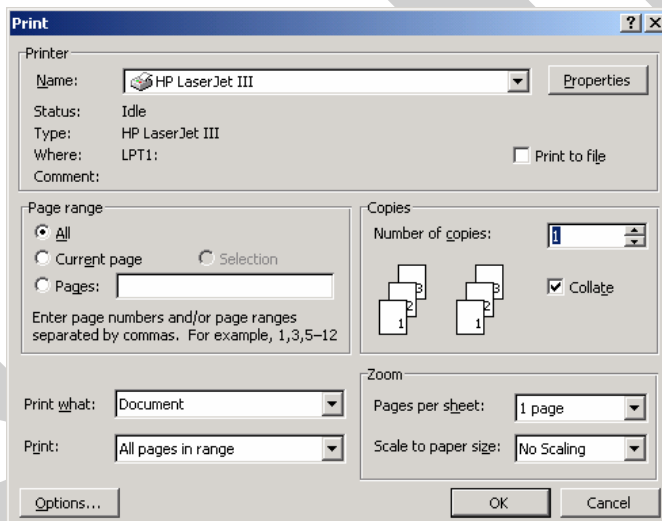 Print
Printer
Name: HP LaserJet III Properties
Status: Idle
Type: HP LaserJet III
Where: LPT1: Print to file
Comment:
Page range
All
Current page Selection
Pages:
Enter page numbers and/or page ranges
separated by commas. For example, 1,3,5–12
Copies
Number of copies: 1
3 3
2 2
1 1
Collate
Print what: Document
Print: All pages in range
Zoom
Pages per sheet: 1 page
Scale to paper size: No Scaling
Options... OK Cancel